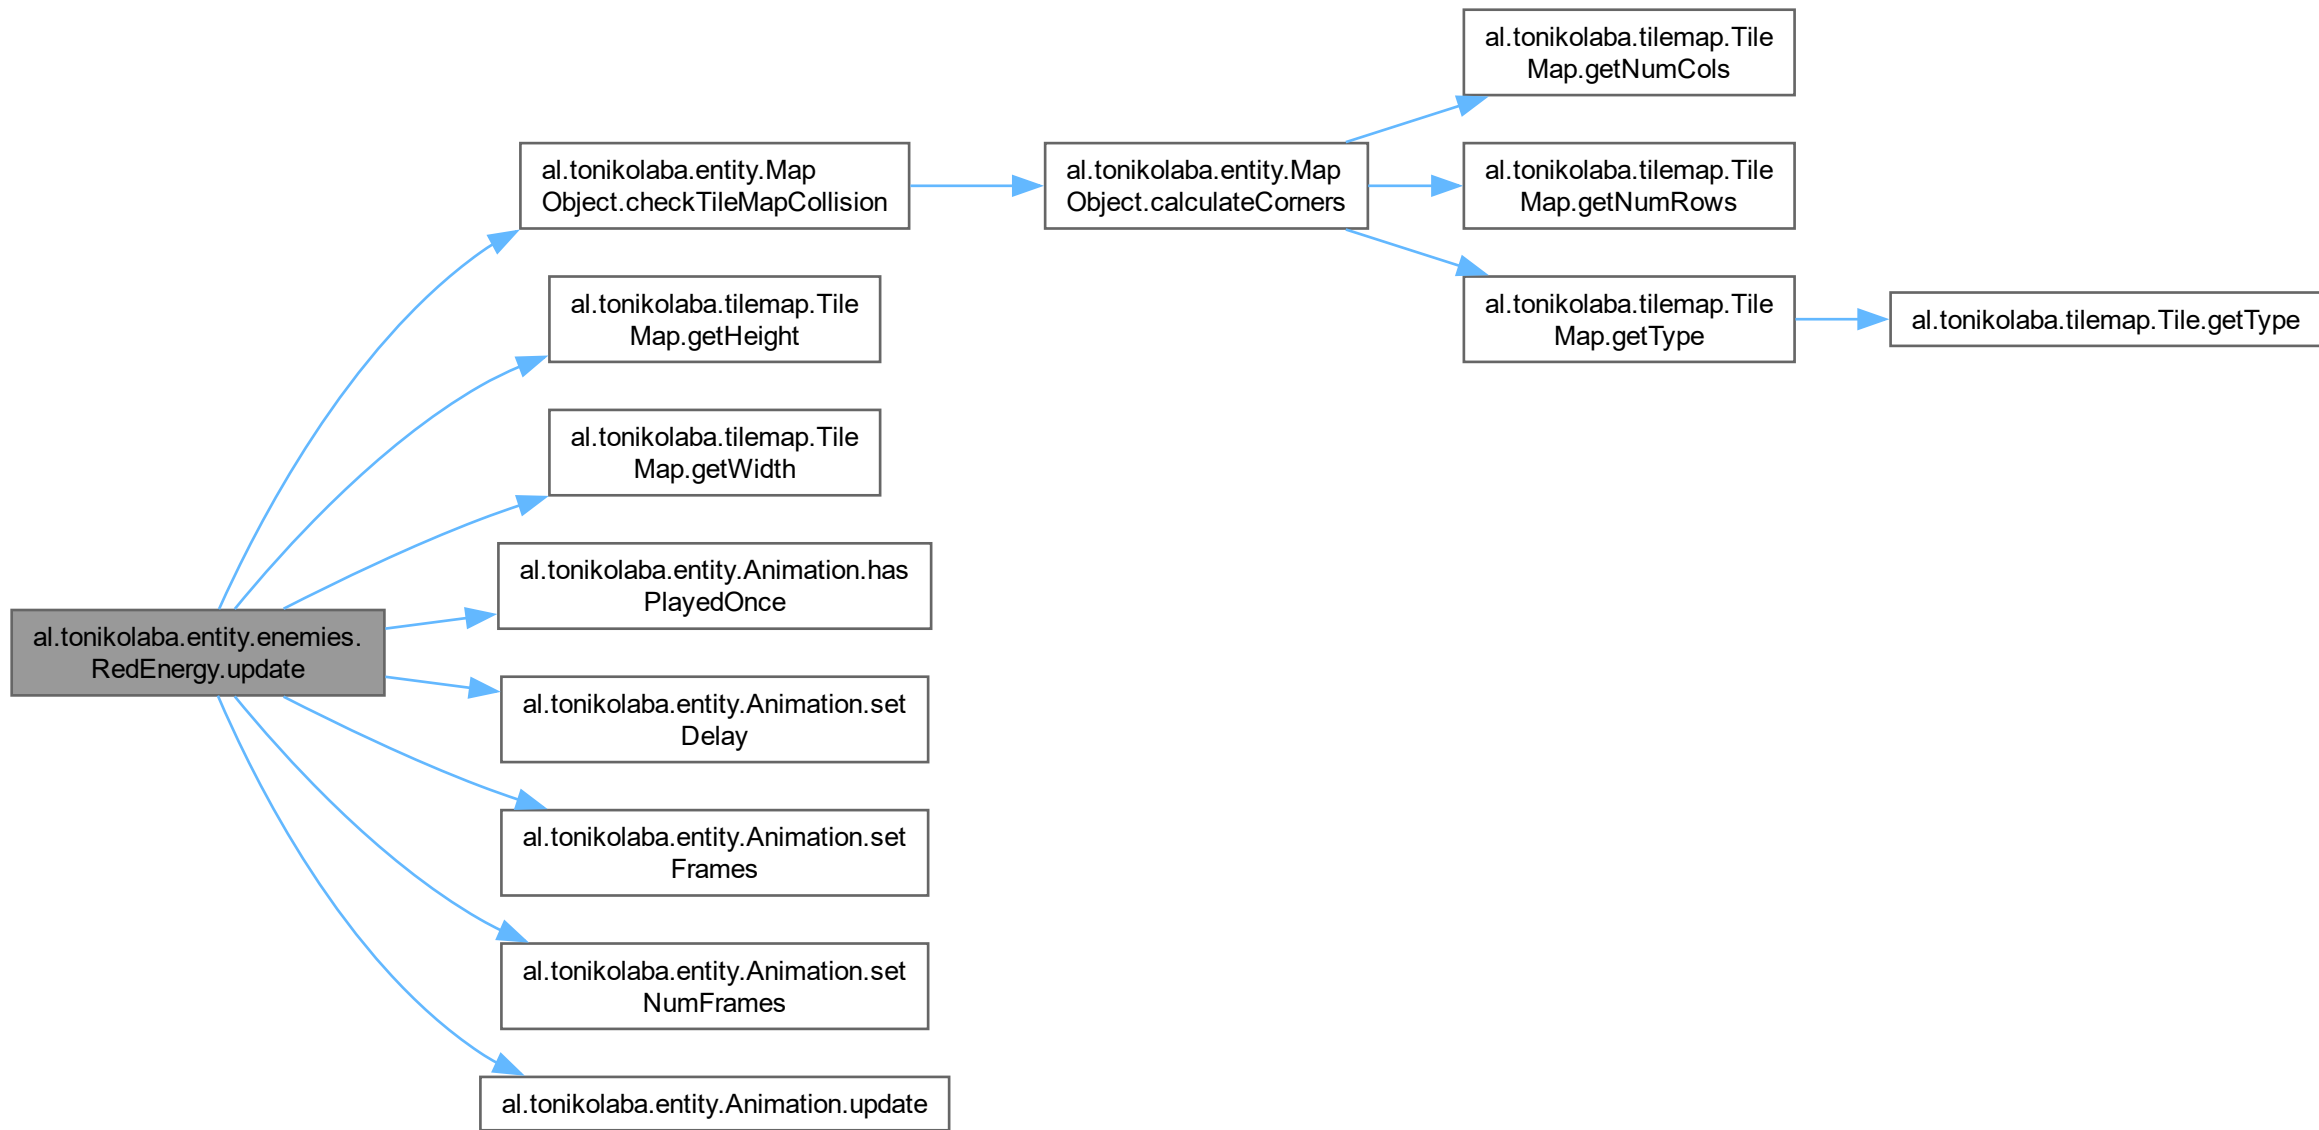 al.tonikolaba.entity.enemies.
RedEnergy.update
al.tonikolaba.entity.Map
Object.checkTileMapCollision
al.tonikolaba.entity.Map
Object.calculateCorners
al.tonikolaba.tilemap.Tile
Map.getNumCols
al.tonikolaba.tilemap.Tile
Map.getNumRows
al.tonikolaba.tilemap.Tile
Map.getType
al.tonikolaba.tilemap.Tile.getType
al.tonikolaba.tilemap.Tile
Map.getHeight
al.tonikolaba.tilemap.Tile
Map.getWidth
al.tonikolaba.entity.Animation.has
PlayedOnce
al.tonikolaba.entity.Animation.set
Delay
al.tonikolaba.entity.Animation.set
Frames
al.tonikolaba.entity.Animation.set
NumFrames
al.tonikolaba.entity.Animation.update